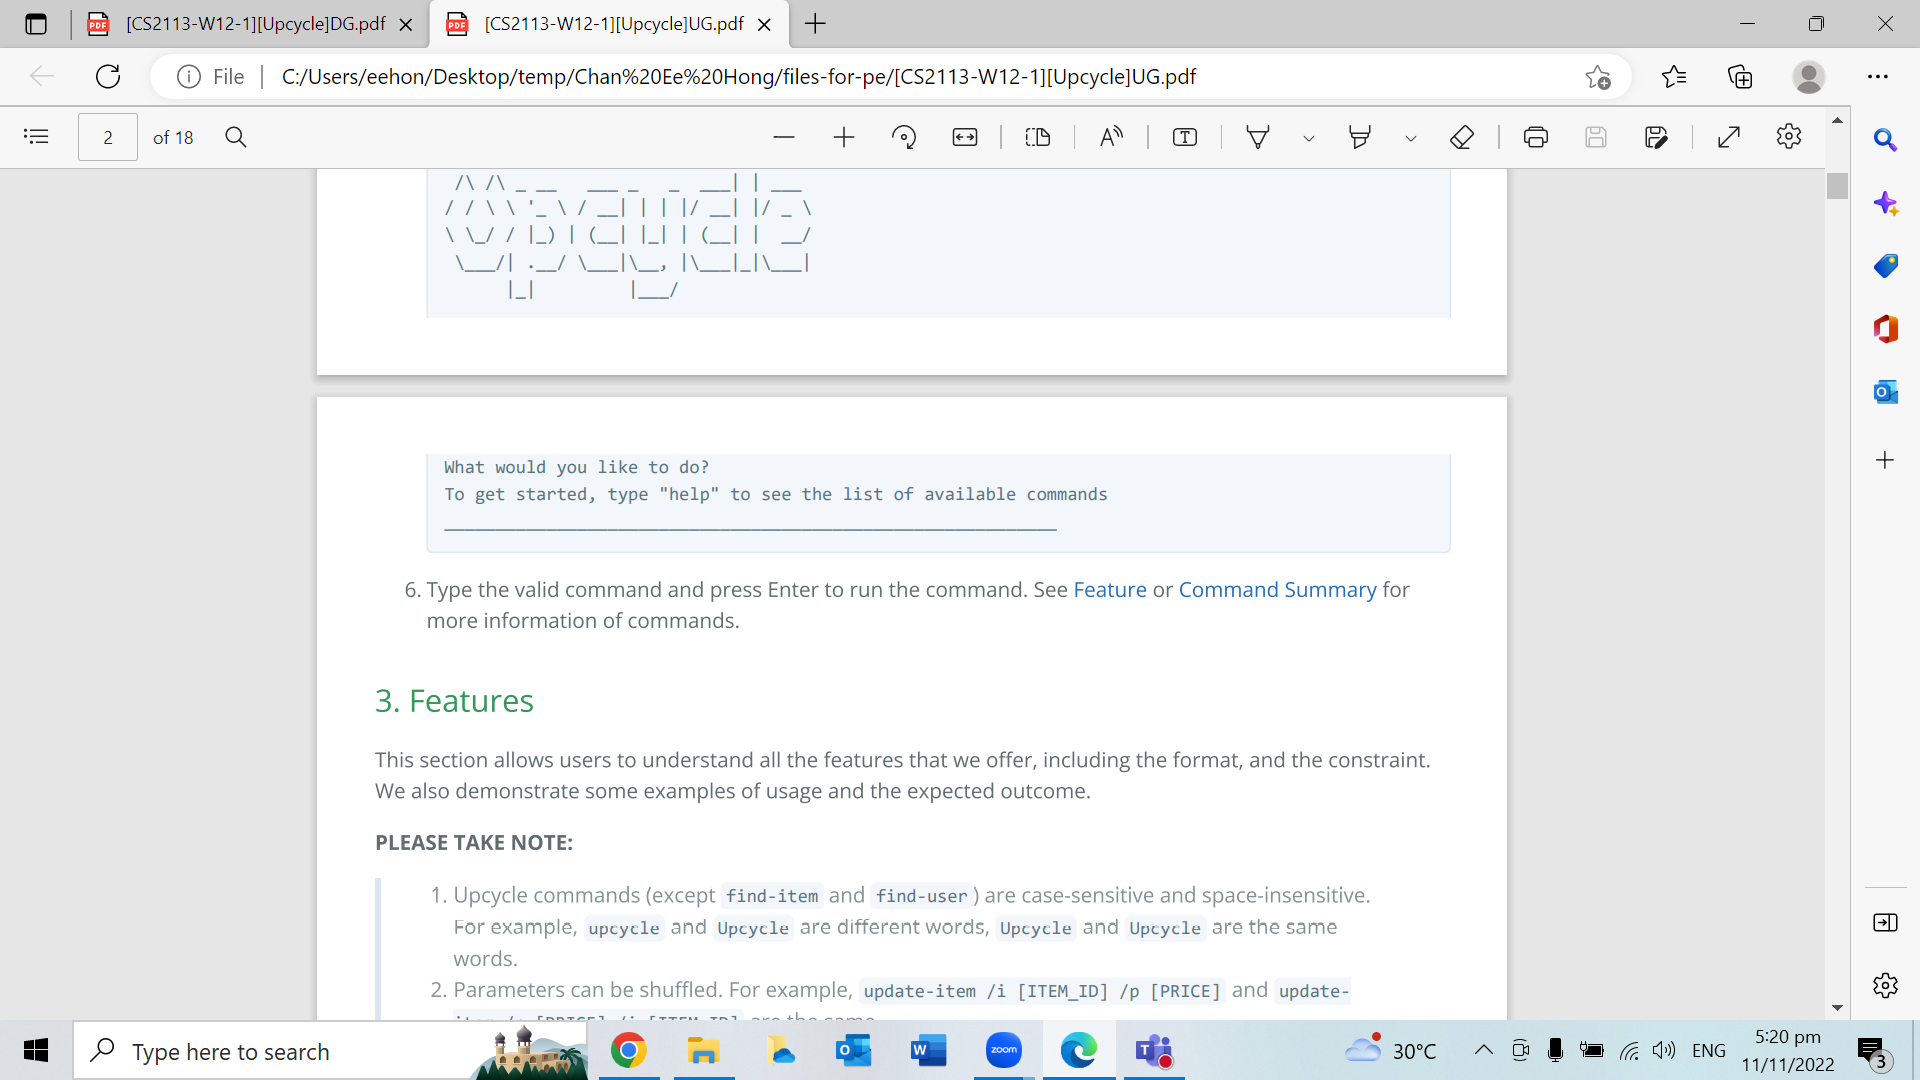 [CS2113-W12-1][Upcycle]DG.pdf
[CS2113-W12-1][Upcycle]UG.pdf
File
C:/Users/eehon/Desktop/temp/Chan%20Ee%20Hong/files-for-pe/[CS2113-W12-1][Upcycle]UG.pdf
2 of 18
What would you like to do?
To get started, type "help" to see the list of available commands
6. Type the valid command and press Enter to run the command. See Feature or Command Summary for
more information of commands.
3. Features
This section allows users to understand all the features that we offer, including the format, and the constraint.
We also demonstrate some examples of usage and the expected outcome.
PLEASE TAKE NOTE:
1. Upcycle commands (except find-item and find-user ) are case-sensitive and space-insensitive.
For example, upcycle and Upcycle are different words, Upcycle and Upcycle are the same
words.
2. Parameters can be shuffled. For example, update-item /i [ITEM_ID] /p [PRICE] and update-
Type here to search
zoom
30°C
ENG
5:20 pm
11/11/2022
3